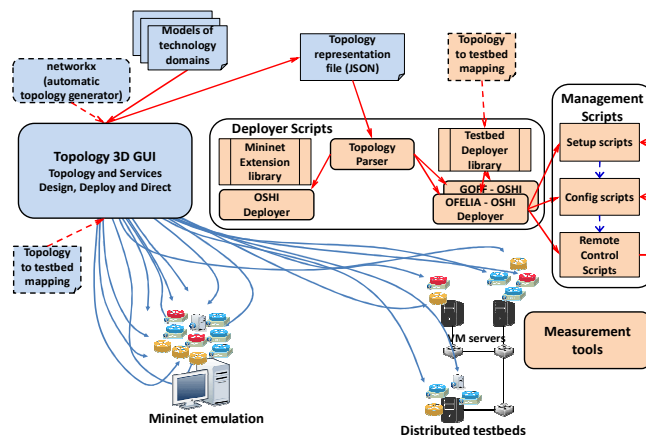 networkx
(automatic
topology generator)
Models of
technology
domains
Topology
representation
file (JSON)
Topology
to testbed
mapping
Topology 3D GUI
Topology and Services
Design, Deploy and Direct
Topology
to testbed
mapping
Deployer Scripts
Mininet
Extension
library
OSHI
Deployer
Topology
Parser
Testbed
Deployer
library
GOFF - OSHI
OFELIA - OSHI
Deployer
Management
Scripts
Setup scripts
Config scripts
Remote
Control
Scripts
Measurement
tools
VM servers
Mininet emulation
Distributed testbeds